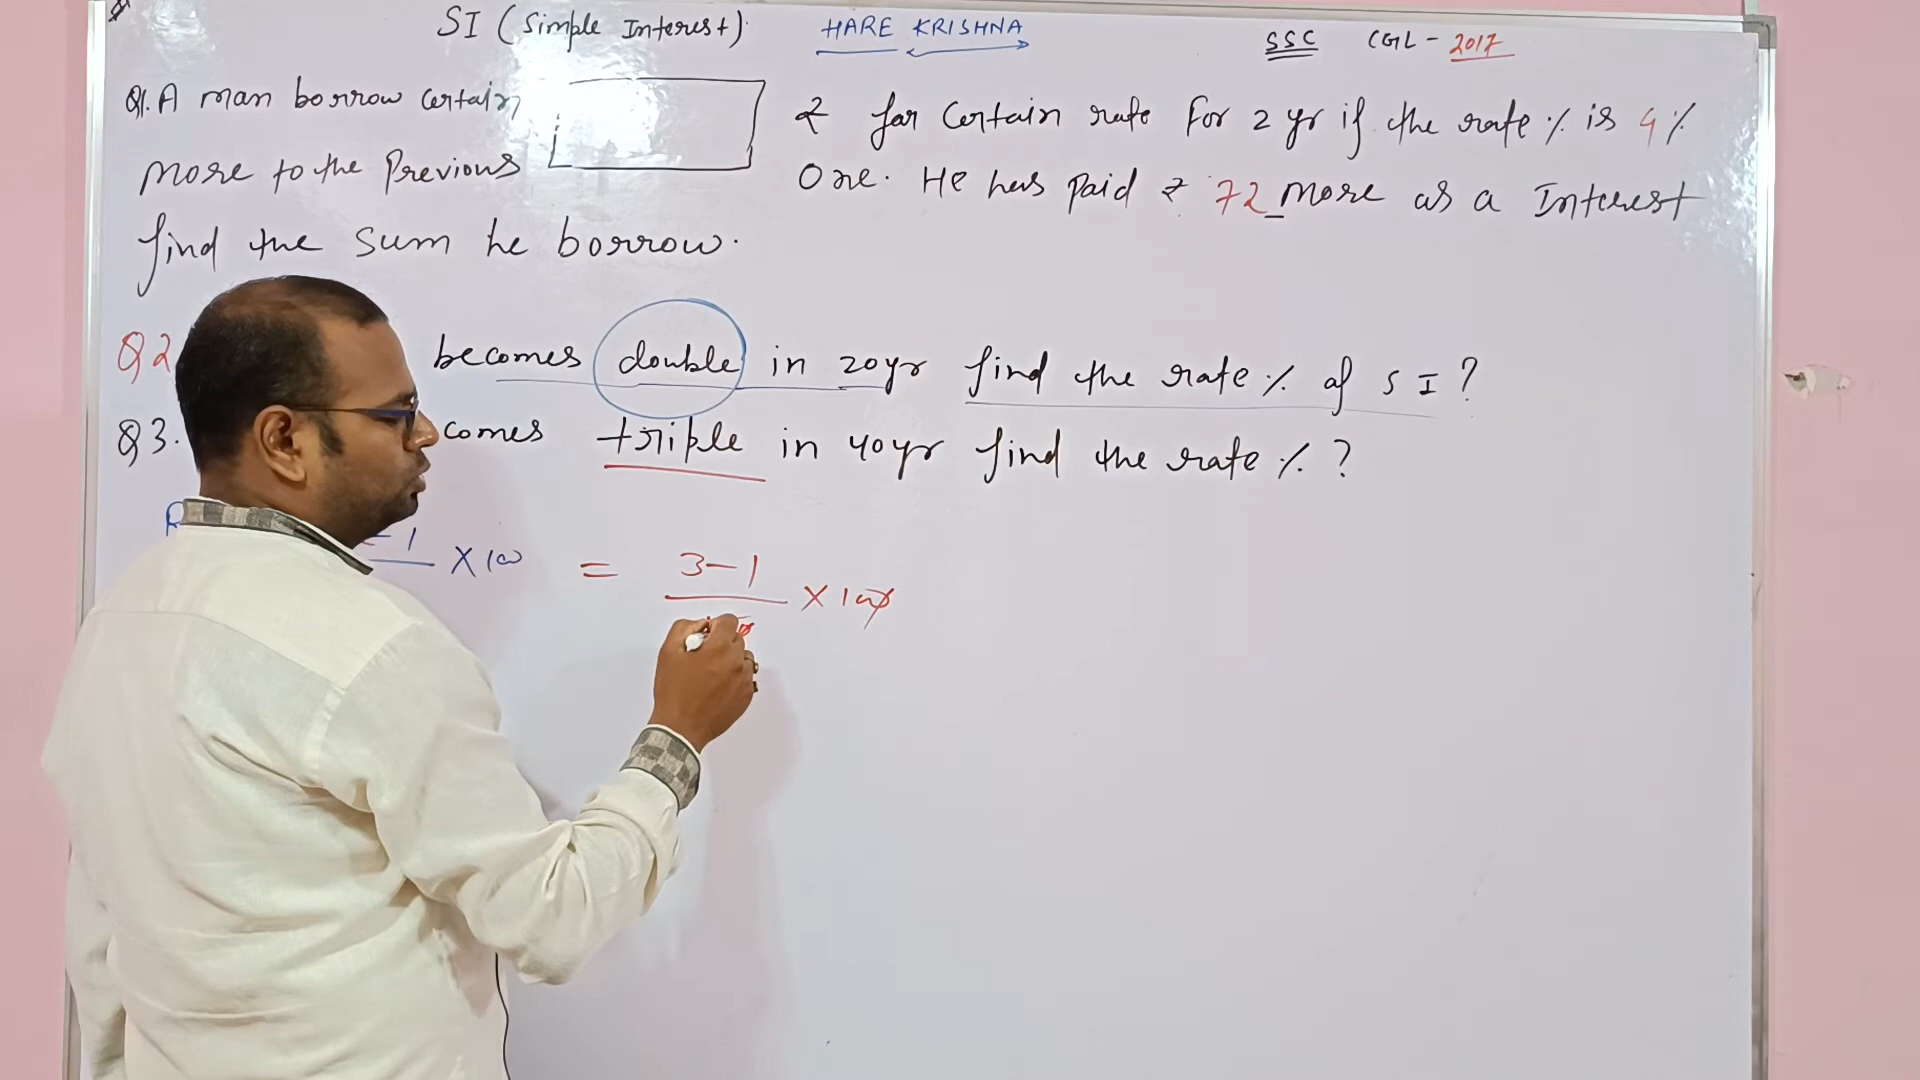 SI (Simple Interest)
HARE KRISHNA
SSC CGL - 2017
Q1. A man borrow Certain ₹ for Certain rate for 2 yr if the rate % is 4 %
more to the Previous One. He has Paid ₹ 72 more as a Interest
find the sum he borrow.
Q2 becomes double in 20yr find the rate % of SI?
Q3. comes triple in 40yr find the rate % ?
R - 1 × 100 = 3-1 × 100